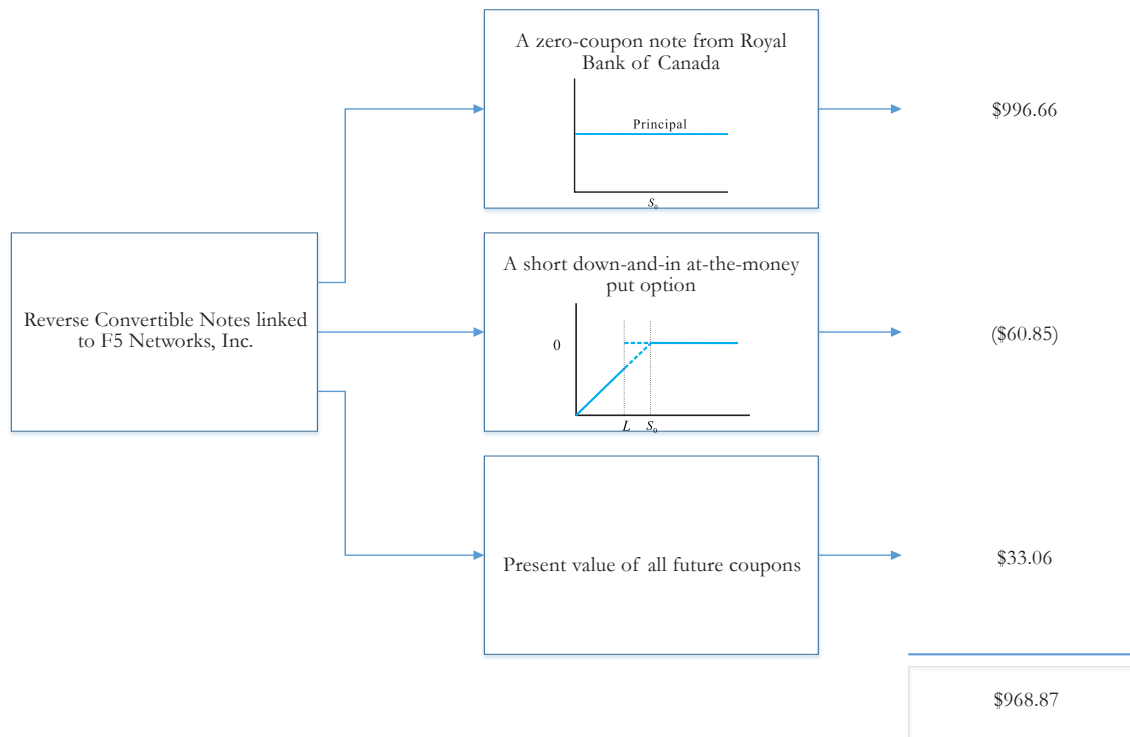 A zero-coupon note from Royal
Bank of Canada
Principal
S₀
$996.66
Reverse Convertible Notes linked
to F5 Networks, Inc.
A short down-and-in at-the-money
put option
0
L S₀
($60.85)
Present value of all future coupons
$33.06
$968.87